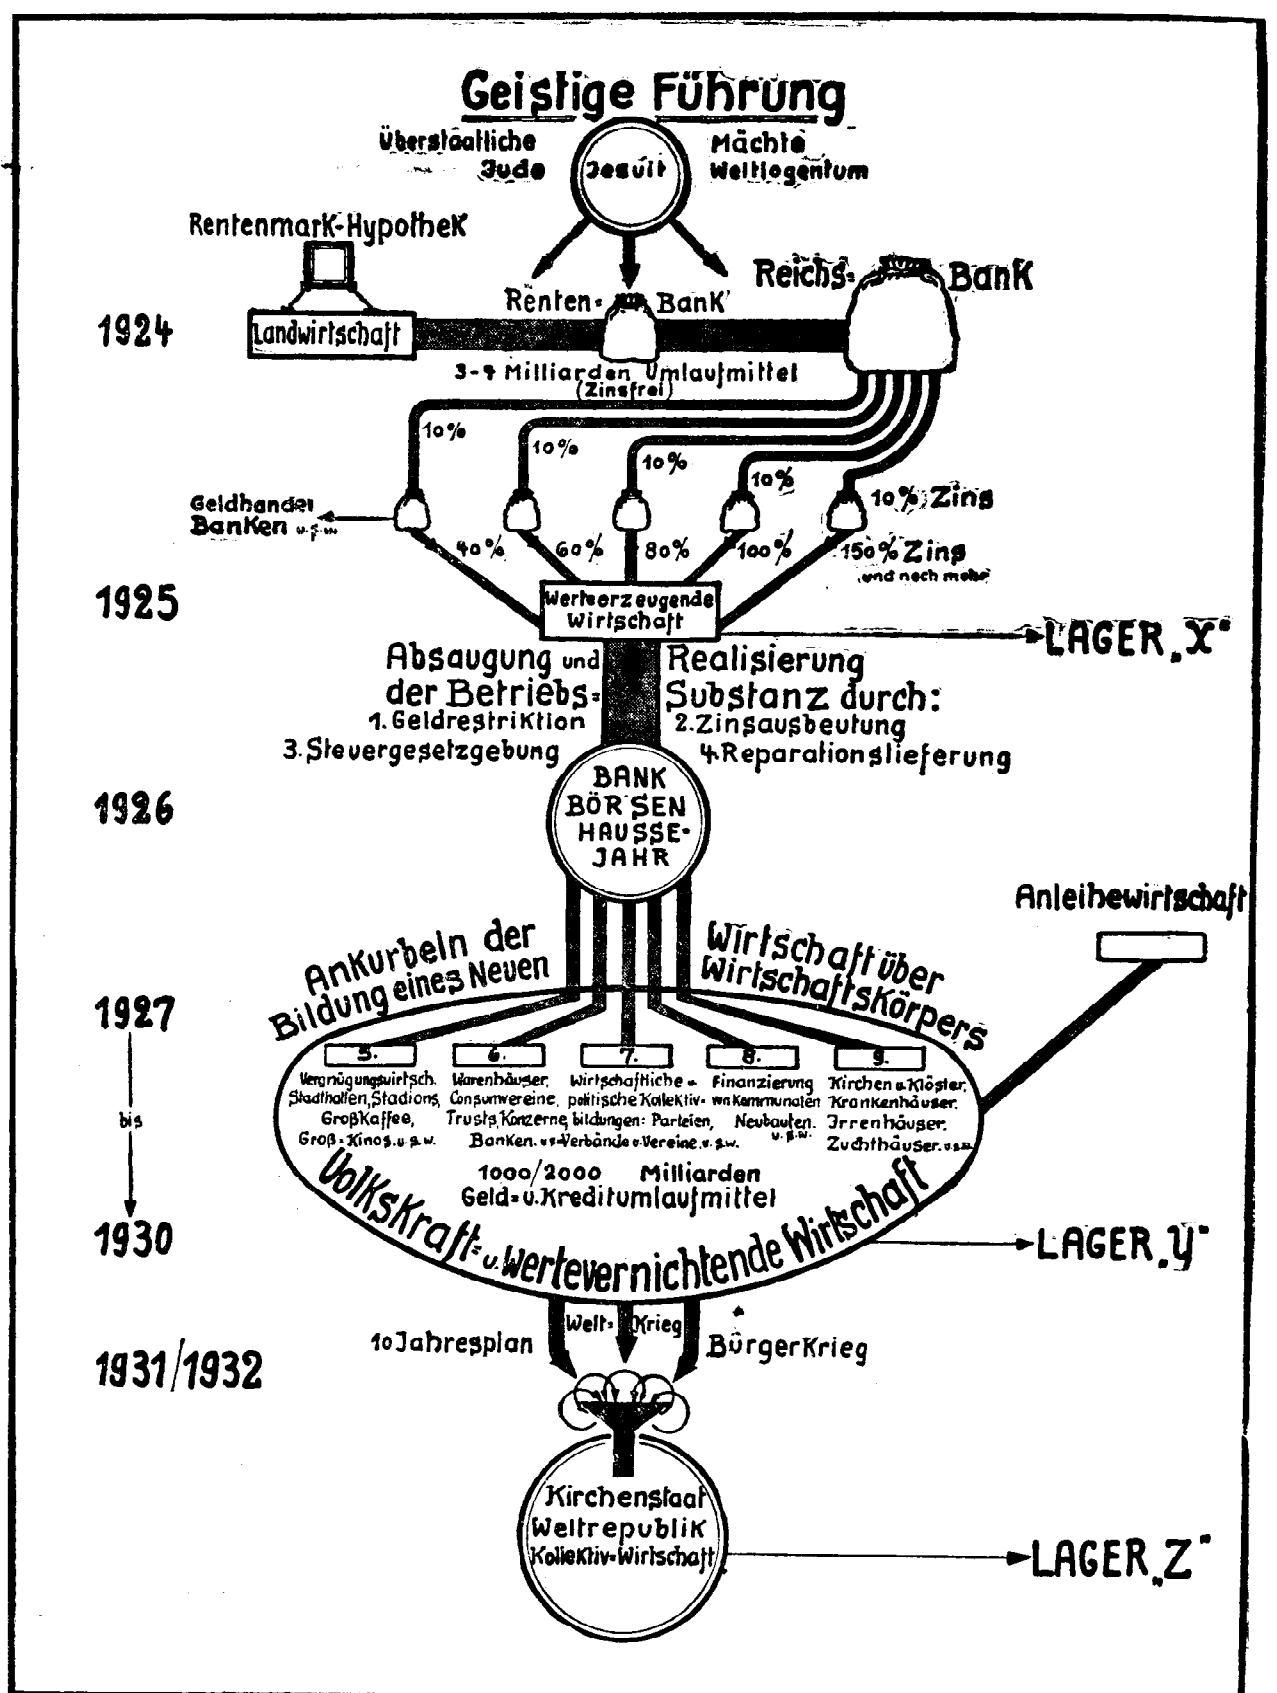 Geistige Führung
Überstaatliche Mächte
Jude Jesuit Weltlogentum
Rentenmark-Hypothek
Reichs= Bank
Renten= Bank
1924
Landwirtschaft
3-4 Milliarden Umlaufmittel
(Zinsfrei)
10%
10%
10%
10%
10% Zins
Geldhandel
Banken u.s.w.
40% 60% 80% 100% 150% Zins
und noch mehr
1925
Werteerzeugende
Wirtschaft
LAGER „X"
Absaugung und Realisierung
der Betriebs= Substanz durch:
1. Geldrestriktion 2. Zinsausbeutung
3. Steuergesetzgebung 4. Reparationslieferung
1926
BANK
BÖRSEN
HAUSSE-
JAHR
Anleihewirtschaft
Ankurbeln der Wirtschaft über
Bildung eines Neuen Wirtschaftskörpers
1927
bis
1930
5. 6. 7. 8. 9.
Vergnügungswirtsch. Warenhäuser, Wirtschaftliche u. Finanzierung Kirchen u. Klöster,
Stadthallen, Stadions, Consumvereine, politische Kollektiv- von Kommunalen Krankenhäuser,
Großkaffee, Trusts, Konzerne, bildungen: Parteien, Neubauten. Irrenhäuser,
Groß=Kinos. u.s.w. Banken. Verbände u. Vereine. u.s.w. u.s.w. Zuchthäuser. u.s.w.
1000/2000 Milliarden
Geld= u. Kreditumlaufmittel
Volkskraft= u. wertevernichtende Wirtschaft
LAGER „Y"
10 Jahresplan Welt= Krieg Bürgerkrieg
1931/1932
Kirchenstaat
Weltrepublik
Kollektiv=Wirtschaft
LAGER „Z"